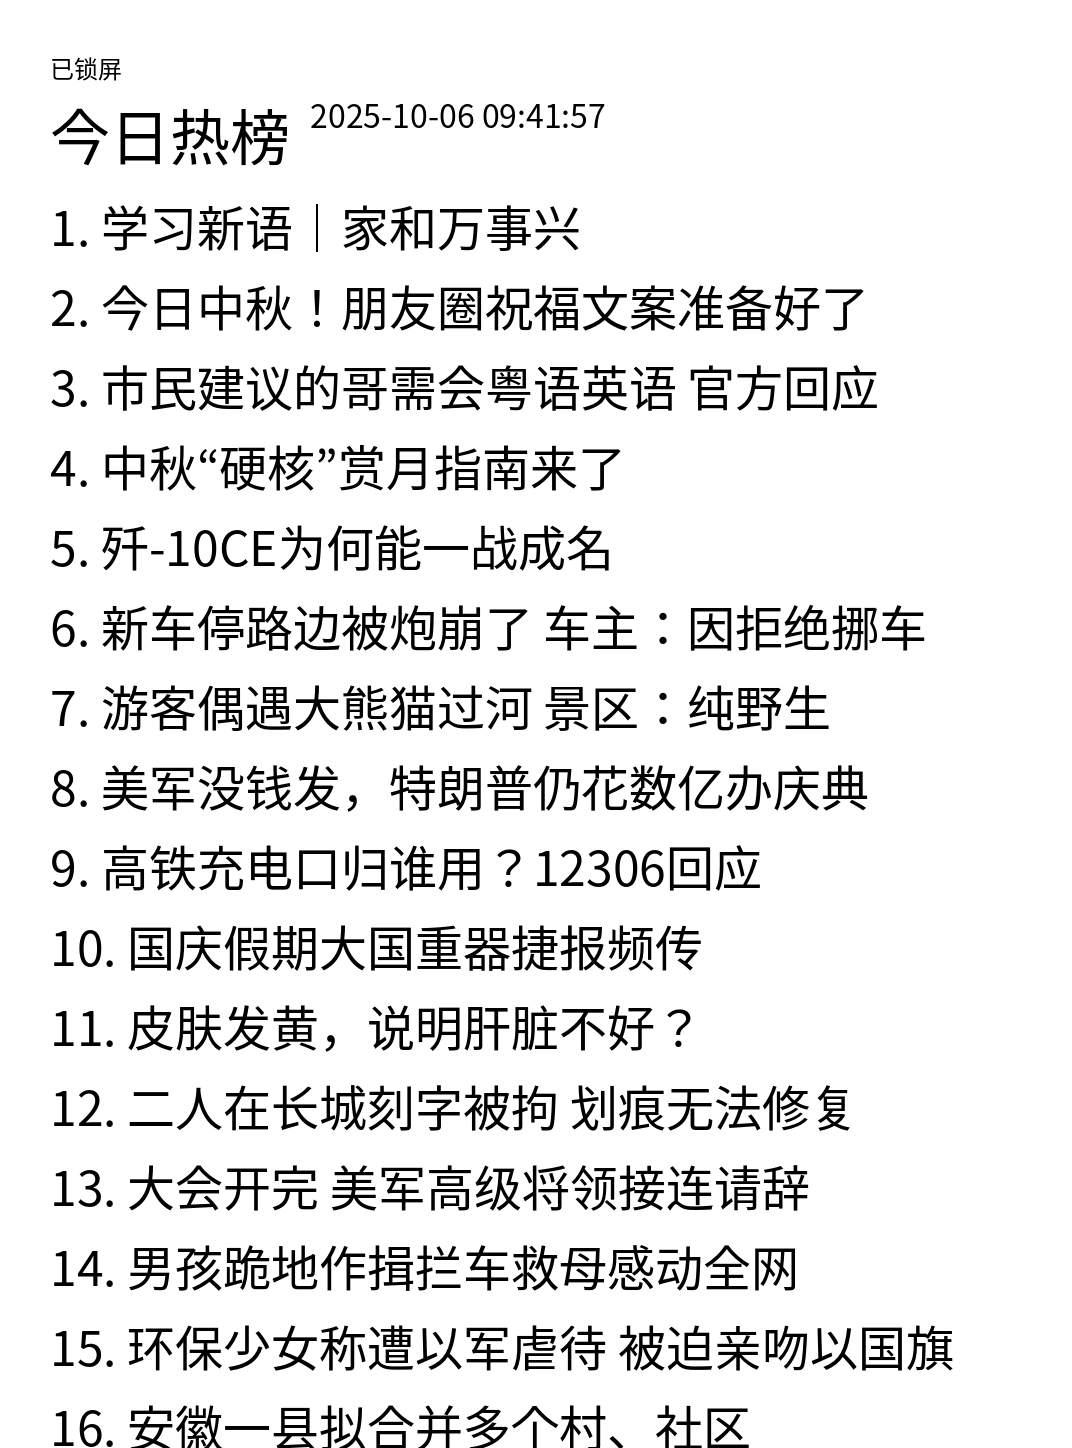 已锁屏
今日热榜 2025-10-06 09:41:57
1. 学习新语｜家和万事兴
2. 今日中秋！朋友圈祝福文案准备好了
3. 市民建议的哥需会粤语英语 官方回应
4. 中秋“硬核”赏月指南来了
5. 歼-10CE为何能一战成名
6. 新车停路边被炮崩了 车主：因拒绝挪车
7. 游客偶遇大熊猫过河 景区：纯野生
8. 美军没钱发，特朗普仍花数亿办庆典
9. 高铁充电口归谁用？12306回应
10. 国庆假期大国重器捷报频传
11. 皮肤发黄，说明肝脏不好？
12. 二人在长城刻字被拘 划痕无法修复
13. 大会开完 美军高级将领接连请辞
14. 男孩跪地作揖拦车救母感动全网
15. 环保少女称遭以军虐待 被迫亲吻以国旗
16. 安徽一县拟合并多个村、社区